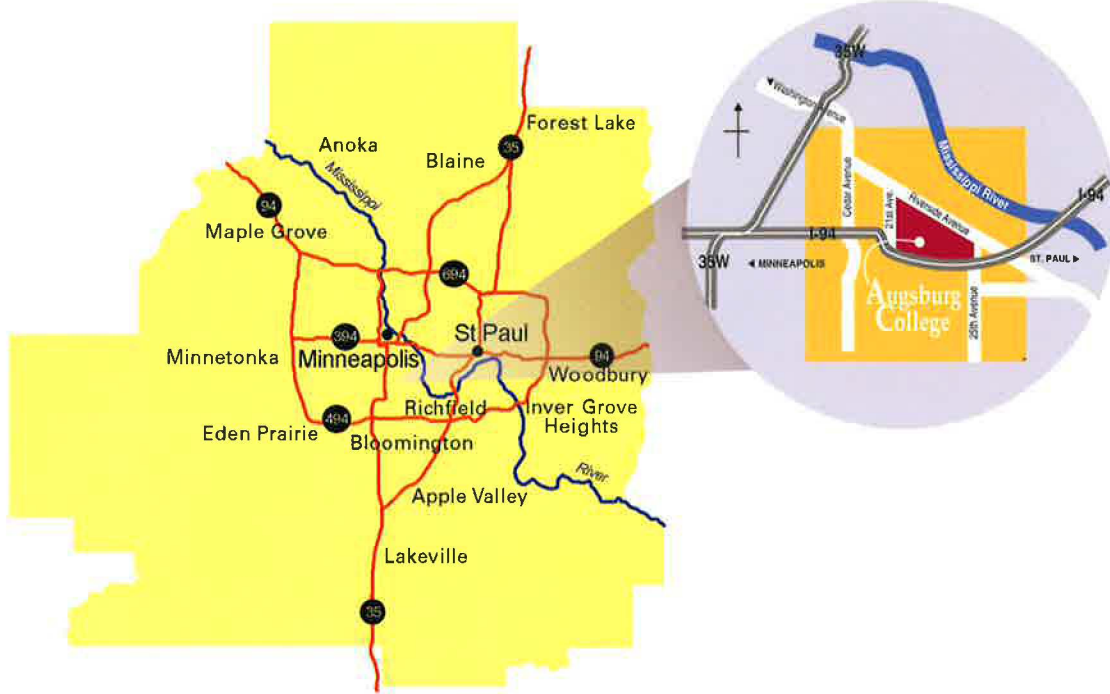 Forest Lake
35
Anoka
Blaine
Mississippi
94
Maple Grove
694
St Paul
394
Minneapolis
Minnetonka
94
Woodbury
Richfield
Inver Grove
Heights
494
Eden Prairie
Bloomington
River
Apple Valley
Lakeville
35
35W
Washington Avenue
Mississippi River
Cedar Avenue
21st Ave.
Riverside Avenue
I-94
I-94
35W
MINNEAPOLIS
ST. PAUL
Augsburg
College
25th Avenue